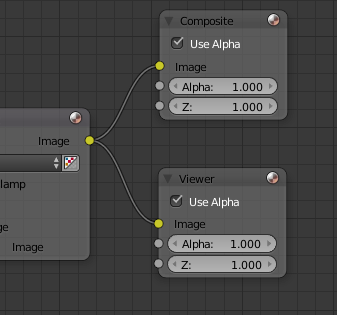 Composite
Use Alpha
Image
Alpha: 1.000
Z: 1.000
Image
lamp
Image
Viewer
Use Alpha
Image
Alpha: 1.000
Z: 1.000